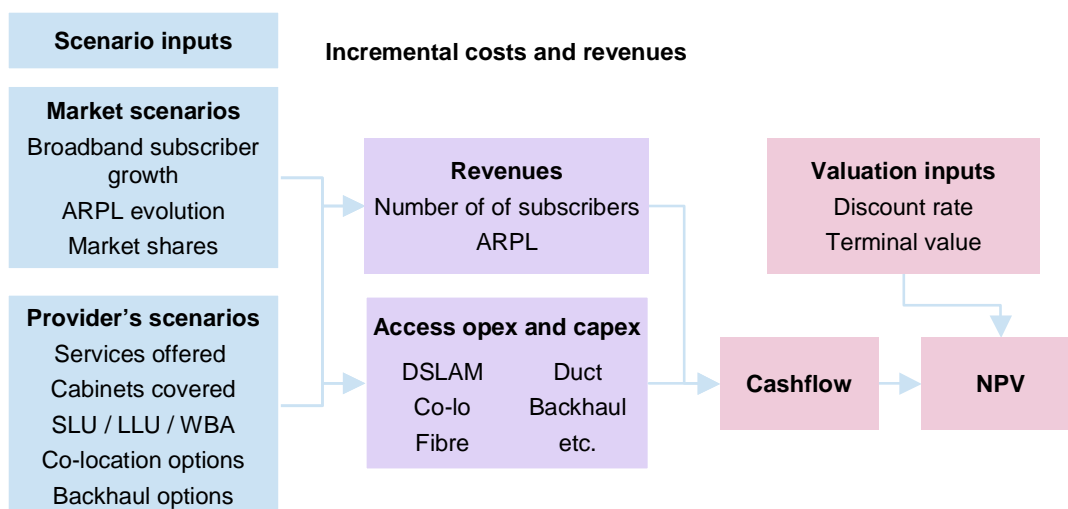 Scenario inputs
Incremental costs and revenues
Market scenarios
Broadband subscriber
growth
ARPL evolution
Market shares
Provider's scenarios
Services offered
Cabinets covered
SLU / LLU / WBA
Co-location options
Backhaul options
Revenues
Number of of subscribers
ARPL
Access opex and capex
DSLAM
Co-lo
Fibre
Duct
Backhaul
etc.
Valuation inputs
Discount rate
Terminal value
Cashflow
NPV